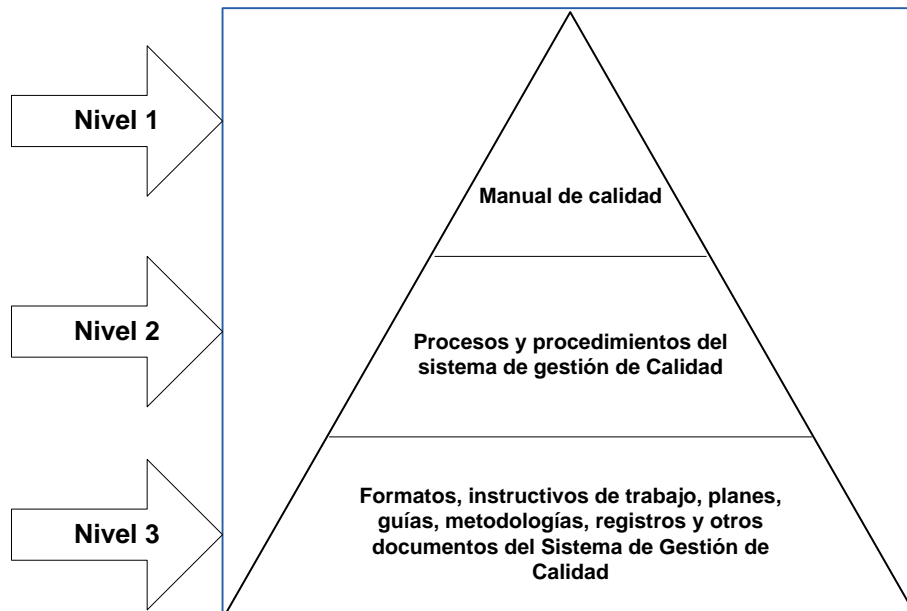 Nivel 1
Manual de calidad
Nivel 2
Procesos y procedimientos del
sistema de gestión de Calidad
Nivel 3
Formatos, instructivos de trabajo, planes,
guías, metodologías, registros y otros
documentos del Sistema de Gestión de
Calidad